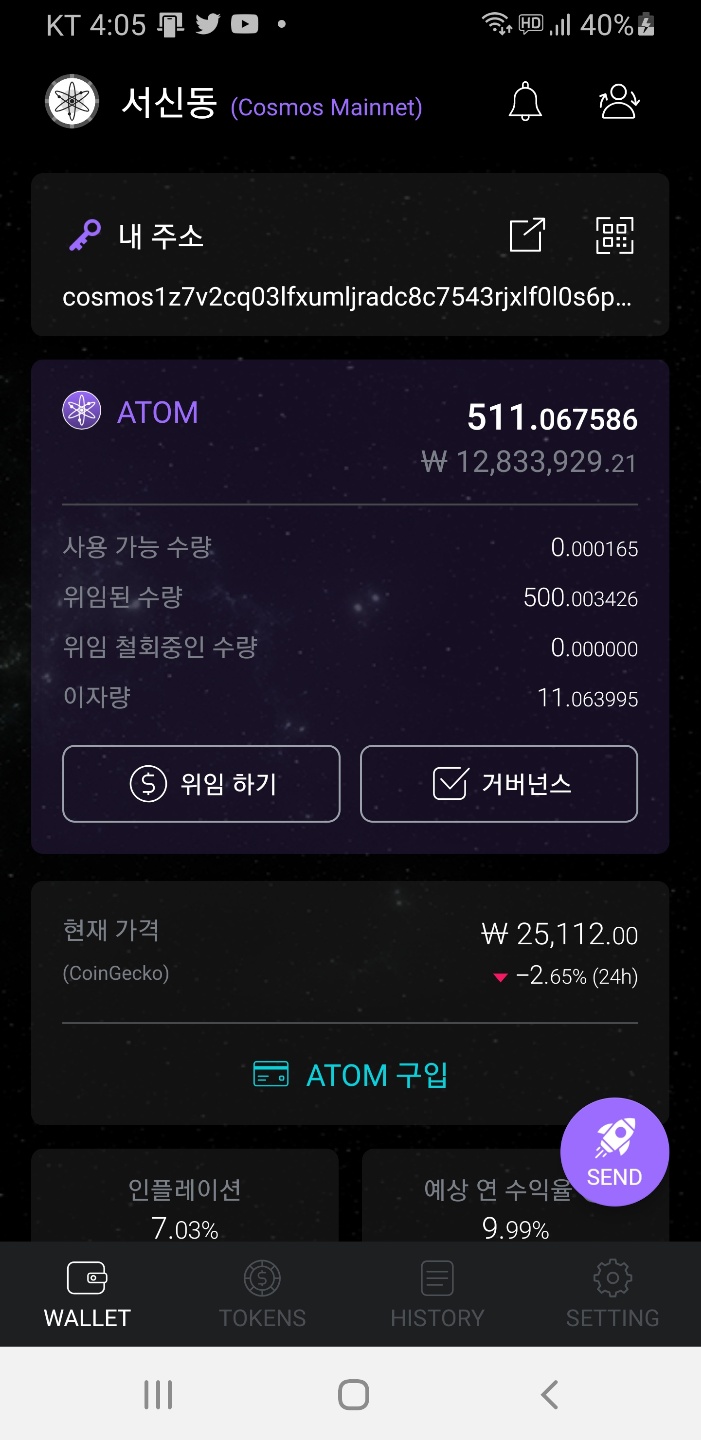 KT 4:05 HD 40%
서신동 (Cosmos Mainnet)
내 주소
cosmos1z7v2cq03lfxumljradc8c7543rjxlf0l0s6p...
ATOM 511.067586
₩ 12,833,929.21
사용 가능 수량 0.000165
위임된 수량 500.003426
위임 철회중인 수량 0.000000
이자량 11.063995
위임 하기 거버넌스
현재 가격 ₩ 25,112.00
(CoinGecko) -2.65% (24h)
ATOM 구입
SEND
인플레이션 예상 연 수익율
7.03% 9.99%
WALLET TOKENS HISTORY SETTING